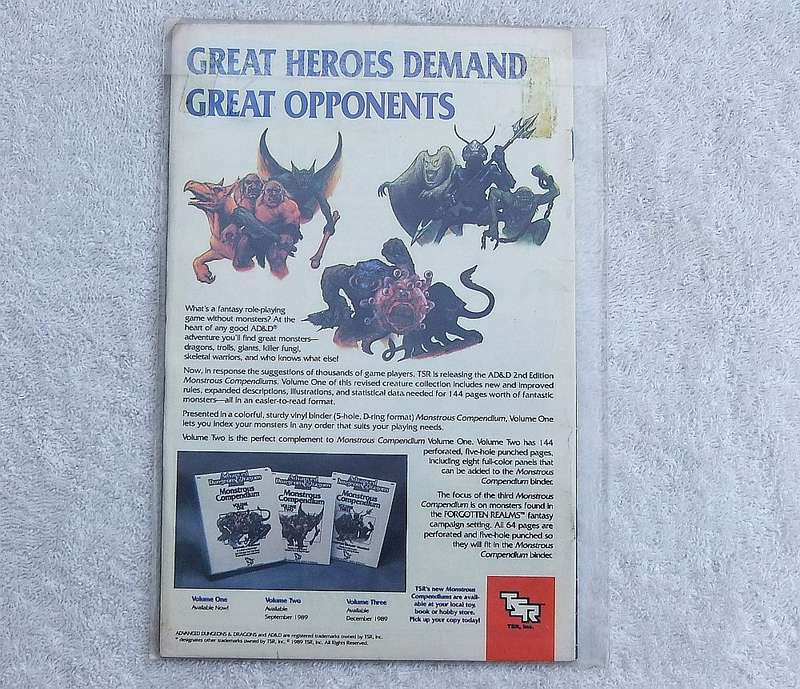 GREAT HEROES DEMAND
GREAT OPPONENTS
What's a fantasy role-playing
game without monsters? At the
heart of any good AD&D®
adventure you'll find great monsters—
dragons, trolls, giants, killer fungi,
skeletal warriors, and who knows what else!
Now, in response the suggestions of thousands of game players, TSR is releasing the AD&D 2nd Edition
Monstrous Compendiums. Volume One of this revised creature collection includes new and improved
rules, expanded descriptions, illustrations, and statistical data needed for 144 pages worth of fantastic
monsters—all in an easier-to-read format.
Presented in a colorful, sturdy vinyl binder (5-hole, D-ring format) Monstrous Compendium, Volume One
lets you index your monsters in any order that suits your playing needs.
Volume Two is the perfect complement to Monstrous Compendium Volume One. Volume Two has 144
perforated, five-hole punched pages,
including eight full-color panels that
can be added to the Monstrous
Compendium binder.
The focus of the third Monstrous
Compendium is on monsters found in
the FORGOTTEN REALMS™ fantasy
campaign setting. All 64 pages are
perforated and five-hole punched so
they will fit in the Monstrous
Compendium binder.
Advanced Dungeons & Dragons
Monstrous Compendium
VOLUME ONE
Advanced Dungeons & Dragons
Monstrous Compendium
VOLUME TWO
Advanced Dungeons & Dragons
Monstrous Compendium
Volume One
Available Now!
Volume Two
Available
September 1989
Volume Three
Available
December 1989
TSR's new Monstrous
Compendiums are avail-
able at your local toy,
book or hobby store.
Pick up your copy today!
TSR
TSR, Inc.
ADVANCED DUNGEONS & DRAGONS and AD&D are registered trademarks owned by TSR, Inc.
™ designates other trademarks owned by TSR, Inc. © 1989 TSR, Inc. All Rights Reserved.